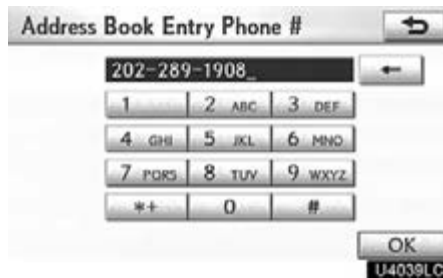 Address Book Entry Phone #
202-289-1908_
←
1 2 ABC 3 DEF
4 GHI 5 JKL 6 MNO
7 PQRS 8 TUV 9 WXYZ
*+ 0 #
OK
U4039LC